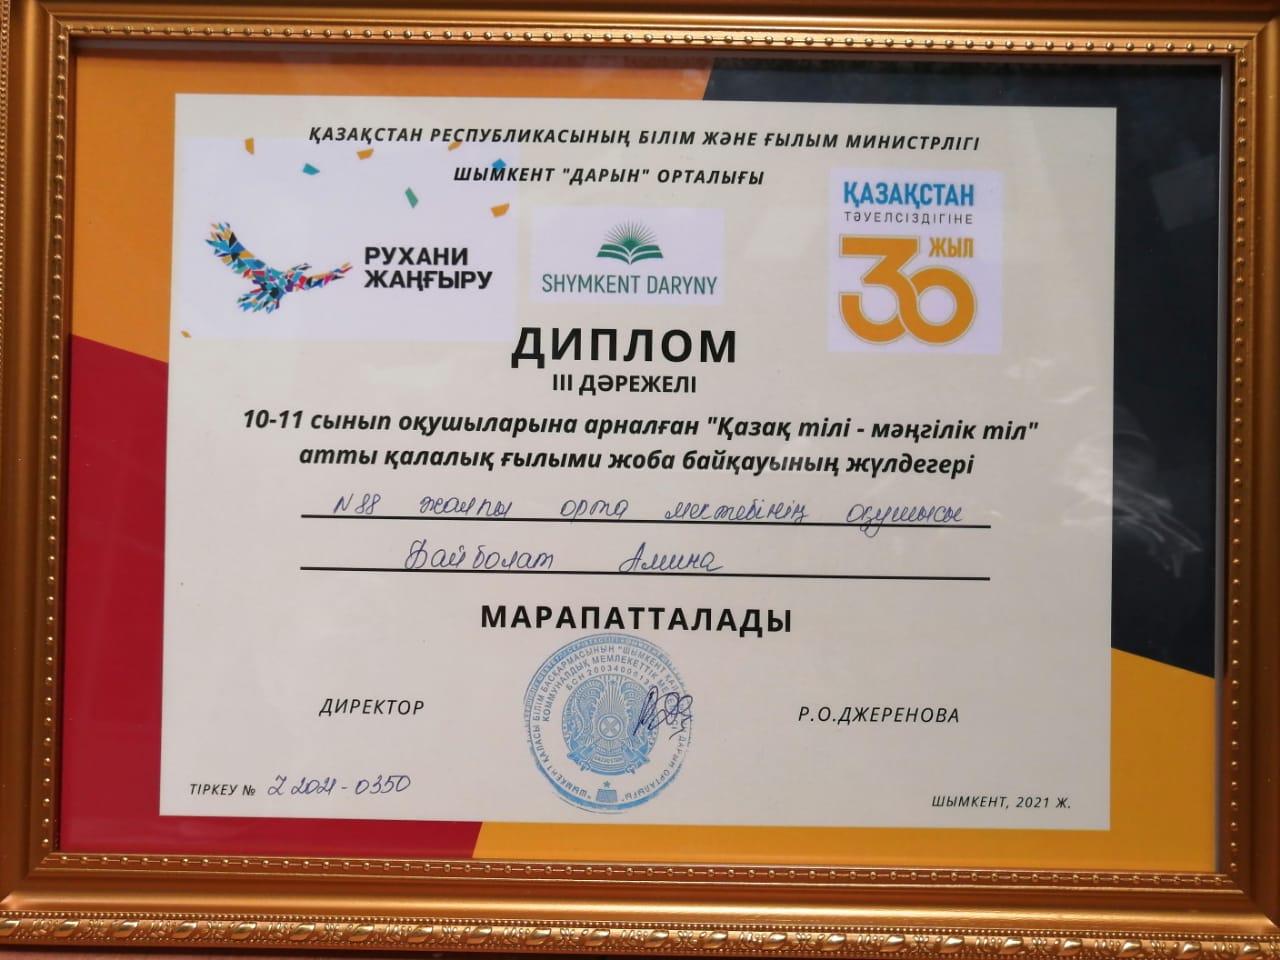 ҚАЗАҚСТАН РЕСПУБЛИКАСЫНЫҢ БІЛІМ ЖӘНЕ ҒЫЛЫМ МИНИСТРЛІГІ
ШЫМКЕНТ "ДАРЫН" ОРТАЛЫҒЫ
РУХАНИ
ЖАҢҒЫРУ
SHYMKENT DARYNY
ҚАЗАҚСТАН
ТӘУЕЛСІЗДІГІНЕ
30 ЖЫЛ
ДИПЛОМ
III ДӘРЕЖЕЛІ
10-11 сынып оқушыларына арналған "Қазақ тілі - мәңгілік тіл"
атты қалалық ғылыми жоба байқауының жүлдегері
N88 жалпы орта мектебінің оқушысы
Байболат Амина
МАРАПАТТАЛАДЫ
ДИРЕКТОР
Р.О.ДЖЕРЕНОВА
ТІРКЕУ № Z 2021-0350
ШЫМКЕНТ, 2021 Ж.